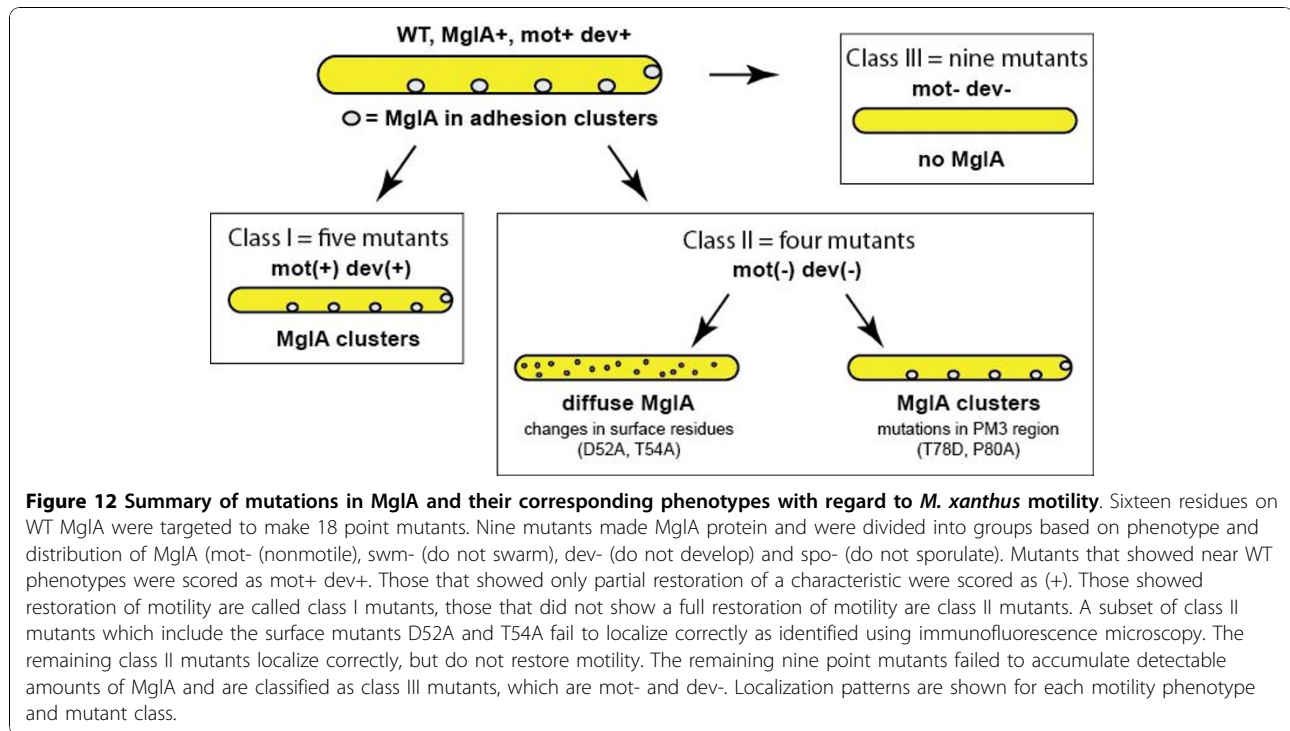 WT, MglA+, mot+ dev+
O = MglA in adhesion clusters
Class III = nine mutants
mot- dev-
no MglA
Class I = five mutants
mot(+) dev(+)
MglA clusters
Class II = four mutants
mot(-) dev(-)
diffuse MglA
changes in surface residues
(D52A, T54A)
MglA clusters
mutations in PM3 region
(T78D, P80A)
Figure 12 Summary of mutations in MglA and their corresponding phenotypes with regard to M. xanthus motility. Sixteen residues on
WT MglA were targeted to make 18 point mutants. Nine mutants made MglA protein and were divided into groups based on phenotype and
distribution of MglA (mot- (nonmotile), swm- (do not swarm), dev- (do not develop) and spo- (do not sporulate). Mutants that showed near WT
phenotypes were scored as mot+ dev+. Those that showed only partial restoration of a characteristic were scored as (+). Those showed
restoration of motility are called class I mutants, those that did not show a full restoration of motility are class II mutants. A subset of class II
mutants which include the surface mutants D52A and T54A fail to localize correctly as identified using immunofluorescence microscopy. The
remaining class II mutants localize correctly, but do not restore motility. The remaining nine point mutants failed to accumulate detectable
amounts of MglA and are classified as class III mutants, which are mot- and dev-. Localization patterns are shown for each motility phenotype
and mutant class.